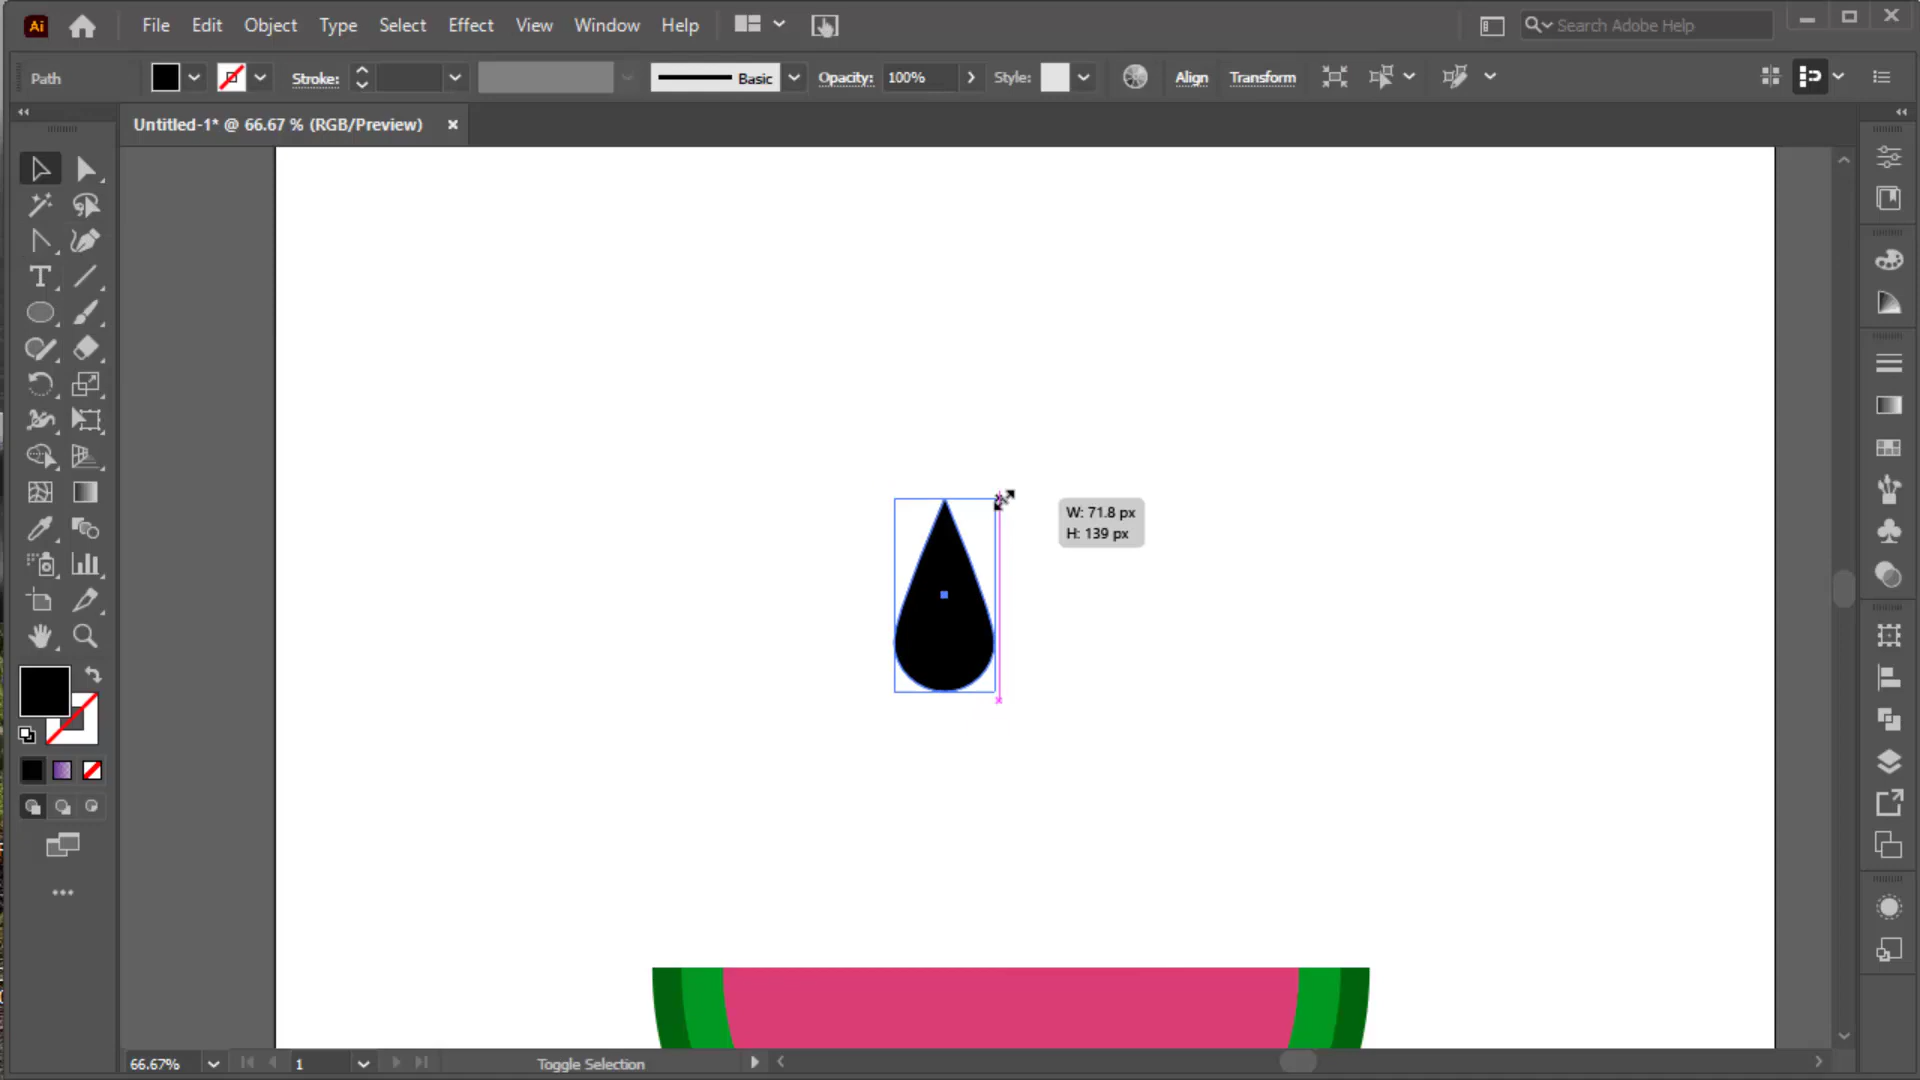 Ai File Edit Object Type Select Effect View Window Help Search Adobe Help
Path Stroke: Basic Opacity: 100% Style: Align Transform
Untitled-1* @ 66.67 % (RGB/Preview)
W: 71.8 px
H: 139 px
66.67% 1 Toggle Selection